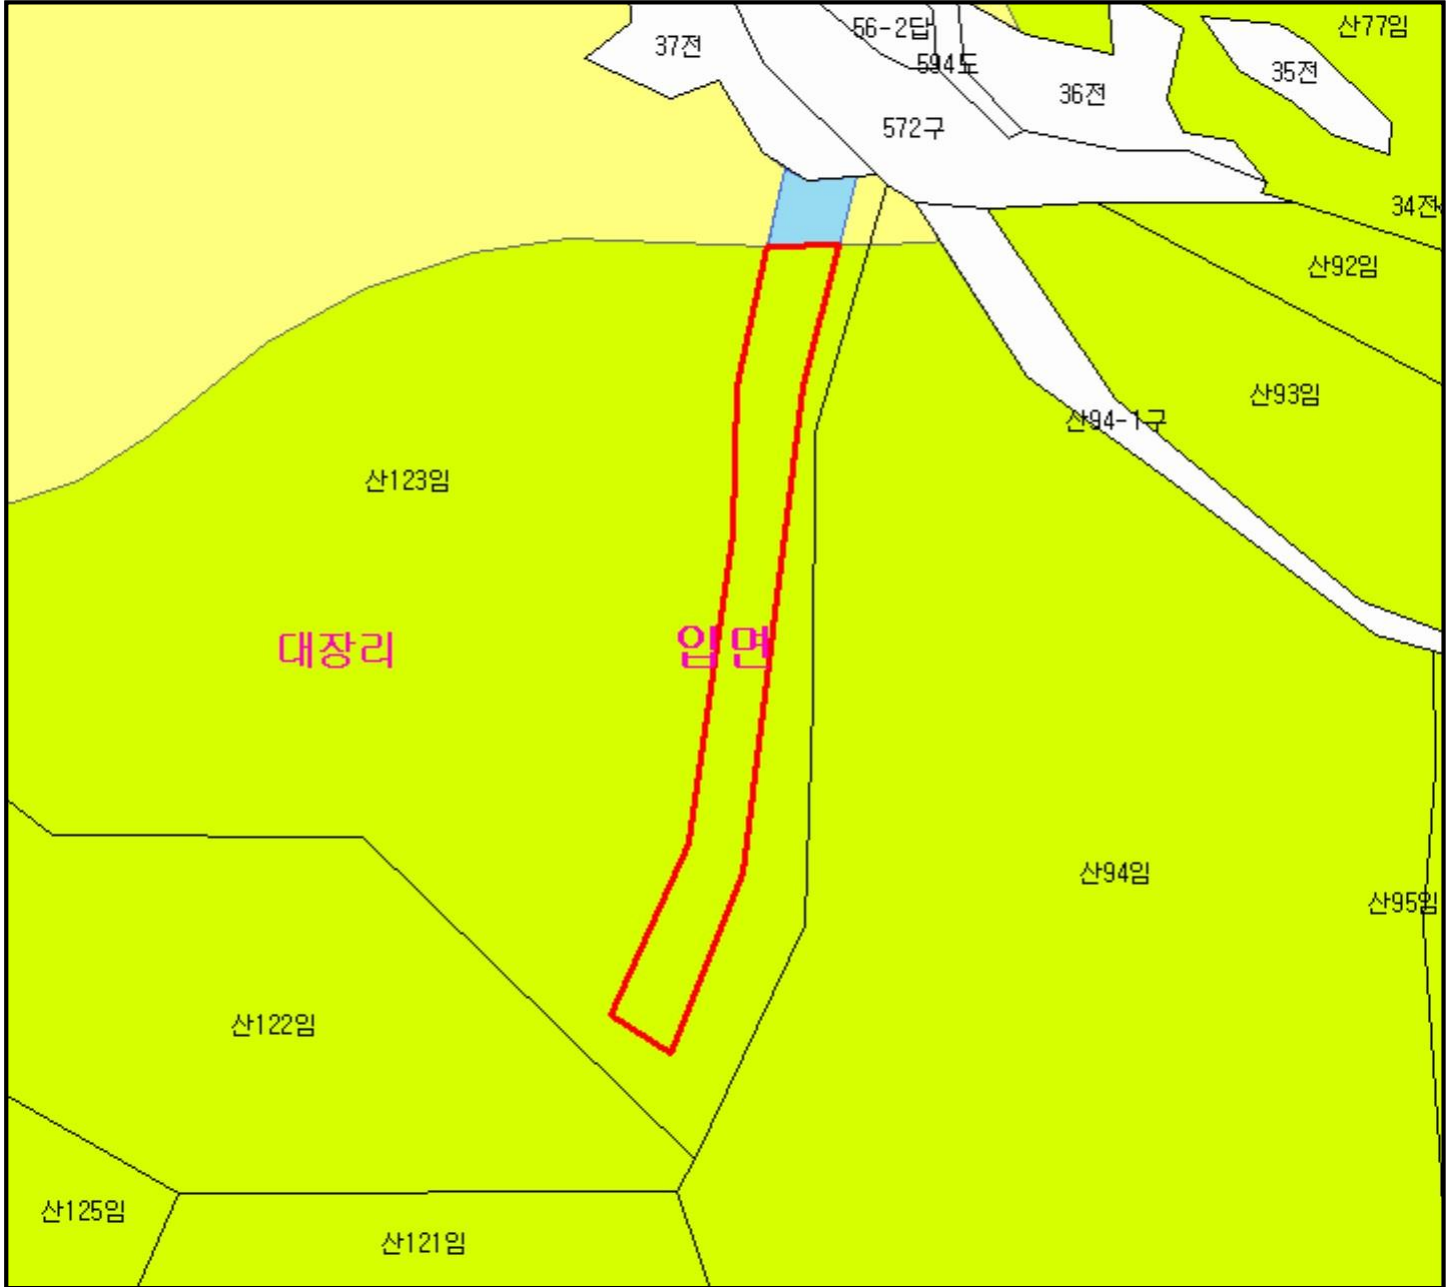 56-2답
산77임
37전
594도
35전
36전
572구
34전
산92임
산93임
산94-1구
산123임
대장리
입면
산94임
산95임
산122임
산125임
산121임